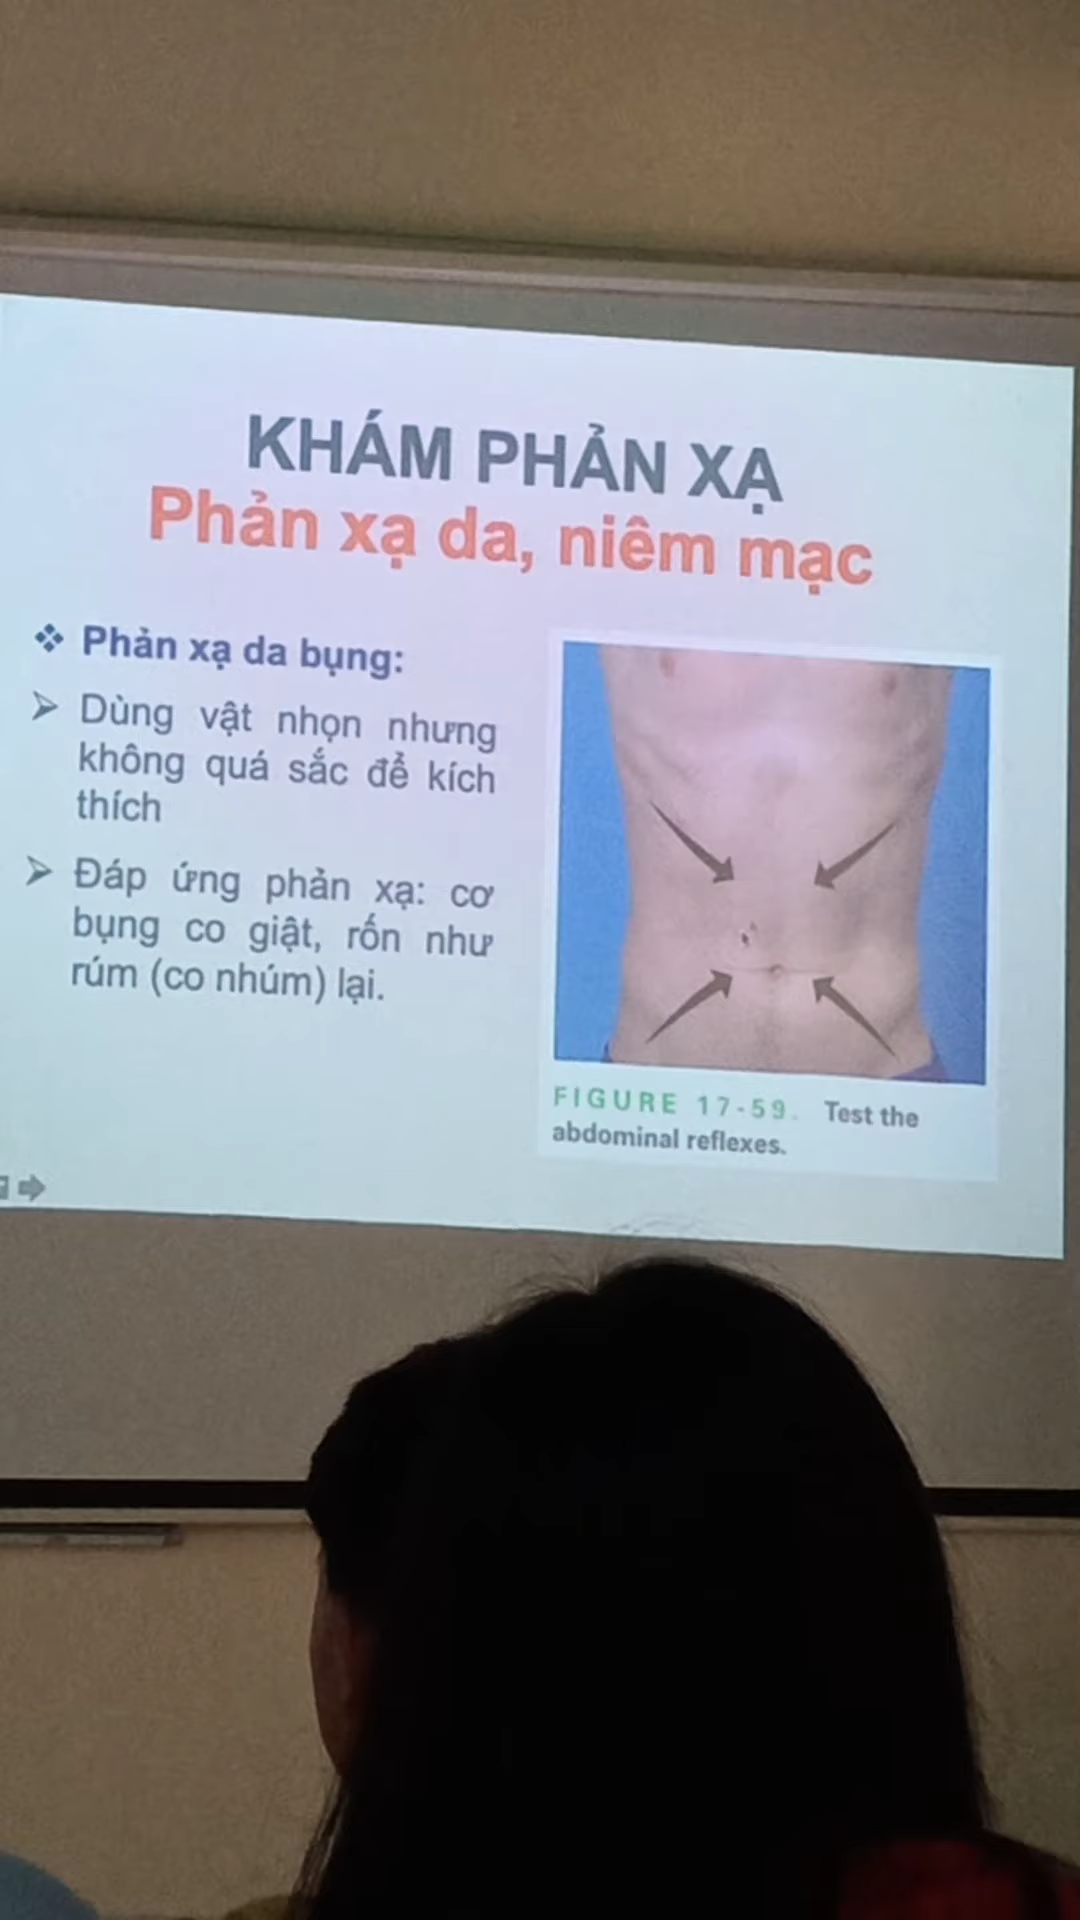 KHÁM PHẢN XẠ
Phản xạ da, niêm mạc
❖ Phản xạ da bụng:
➢ Dùng vật nhọn nhưng
không quá sắc để kích
thích
➢ Đáp ứng phản xạ: cơ
bụng co giật, rốn như
rúm (co nhúm) lại.
FIGURE 17-59. Test the
abdominal reflexes.